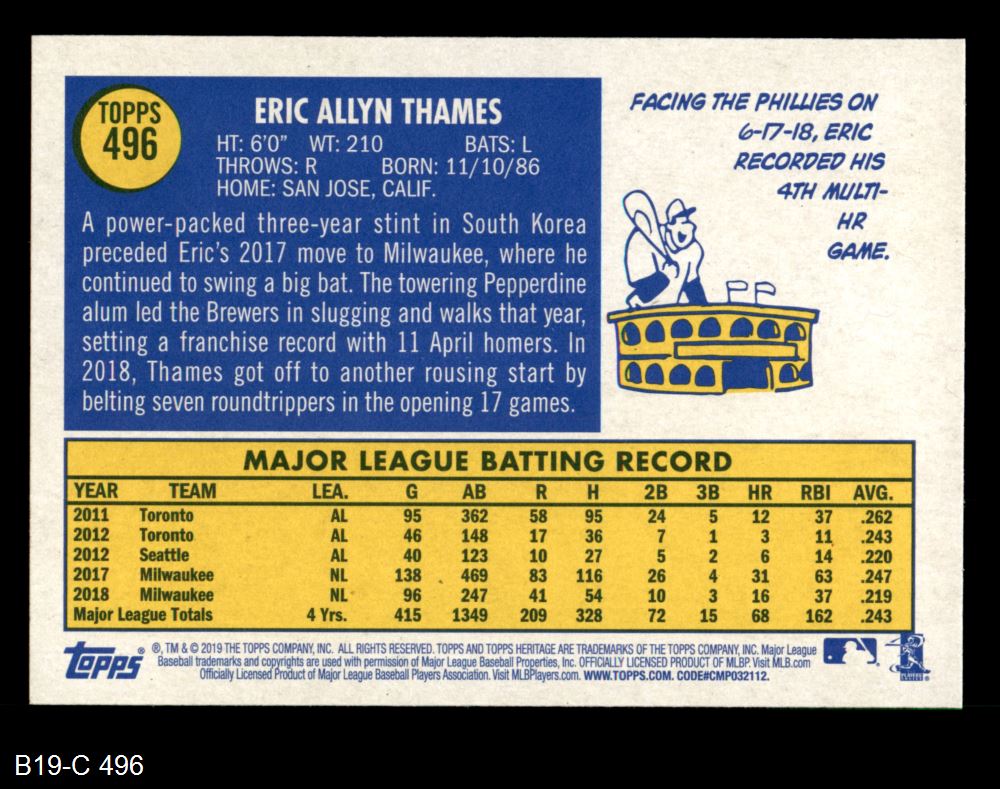 TOPPS
496
ERIC ALLYN THAMES
HT: 6'0" WT: 210 BATS: L
THROWS: R BORN: 11/10/86
HOME: SAN JOSE, CALIF.
A power-packed three-year stint in South Korea
preceded Eric's 2017 move to Milwaukee, where he
continued to swing a big bat. The towering Pepperdine
alum led the Brewers in slugging and walks that year,
setting a franchise record with 11 April homers. In
2018, Thames got off to another rousing start by
belting seven roundtrippers in the opening 17 games.
FACING THE PHILLIES ON
6-17-18, ERIC
RECORDED HIS
4TH MULTI-
HR
GAME.
MAJOR LEAGUE BATTING RECORD
YEAR TEAM LEA. G AB R H 2B 3B HR RBI AVG.
2011 Toronto AL 95 362 58 95 24 5 12 37 .262
2012 Toronto AL 46 148 17 36 7 1 3 11 .243
2012 Seattle AL 40 123 10 27 5 2 6 14 .220
2017 Milwaukee NL 138 469 83 116 26 4 31 63 .247
2018 Milwaukee NL 96 247 41 54 10 3 16 37 .219
Major League Totals 4 Yrs. 415 1349 209 328 72 15 68 162 .243
topps ® ®, TM & © 2019 THE TOPPS COMPANY, INC. ALL RIGHTS RESERVED. TOPPS AND TOPPS HERITAGE ARE TRADEMARKS OF THE TOPPS COMPANY, INC. Major League
Baseball trademarks and copyrights are used with permission of Major League Baseball Properties, Inc. OFFICIALLY LICENSED PRODUCT OF MLBP. Visit MLB.com
Officially Licensed Product of Major League Baseball Players Association. Visit MLBPlayers.com. WWW.TOPPS.COM. CODE#CMP032112.
B19-C 496